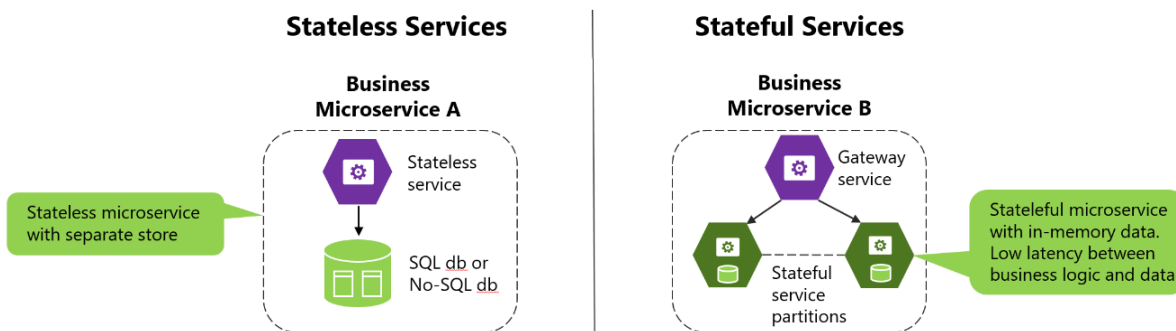 Stateless Services
Business
Microservice A
Stateless
service
Stateless microservice
with separate store
SQL db or
No-SQL db
Stateful Services
Business
Microservice B
Gateway
service
Stateful
service
partitions
Stateleful microservice
with in-memory data.
Low latency between
business logic and data